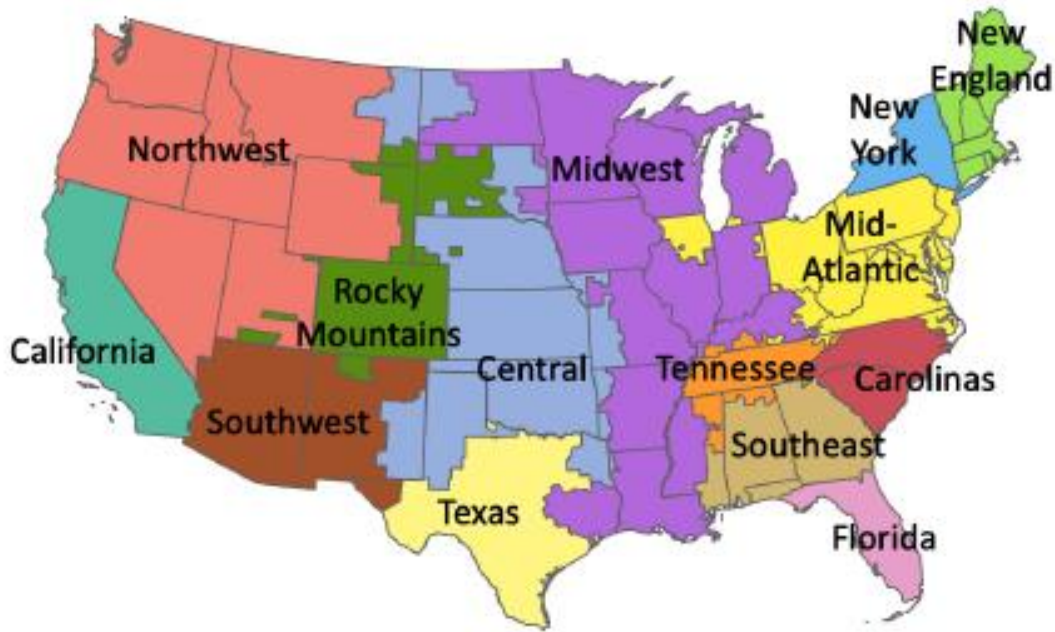 New
England
New
York
Northwest
Midwest
Mid-
Atlantic
Rocky
Mountains
California
Central
Tennessee
Carolinas
Southwest
Southeast
Texas
Florida